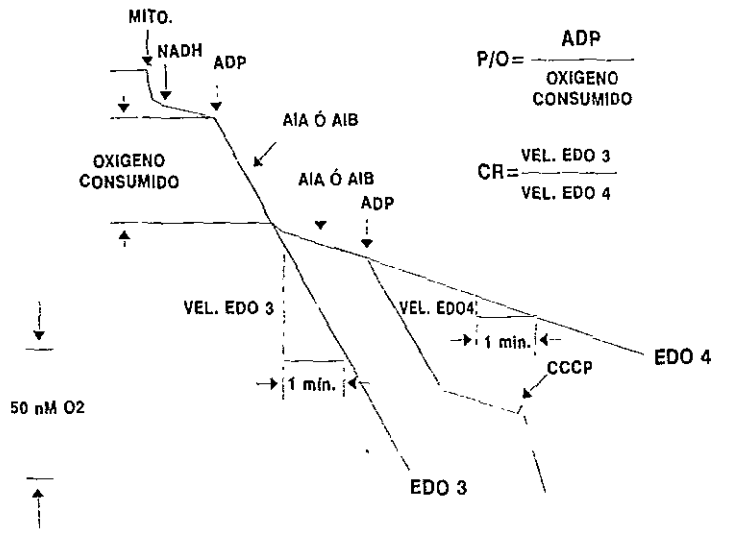 MITO.
NADH
ADP
P/O= ADP
OXIGENO
CONSUMIDO
AIA Ó AIB
OXIGENO
CONSUMIDO
AIA Ó AIB
ADP
CR= VEL. EDO 3
VEL. EDO 4
VEL. EDO 3
VEL. EDO4
1 min.
EDO 4
1 min.
CCCP
50 nM O2
EDO 3